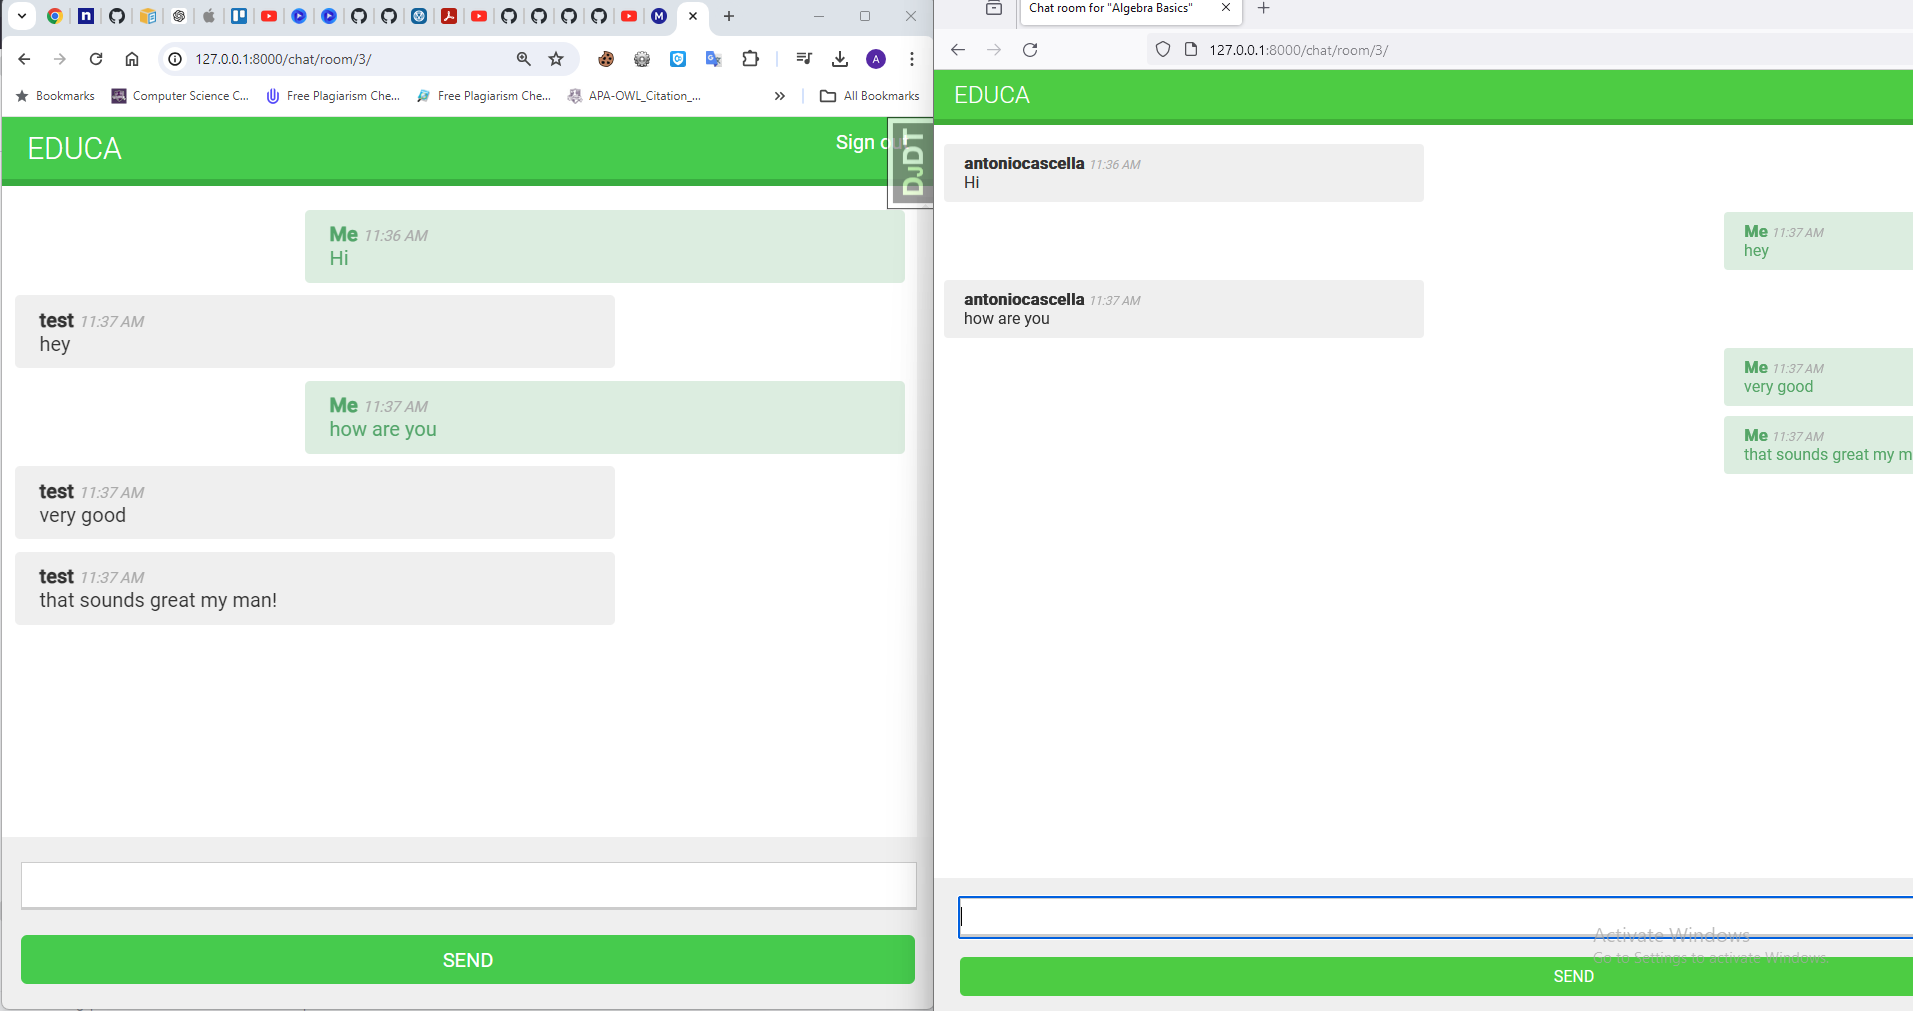 127.0.0.1:8000/chat/room/3/
Bookmarks
Computer Science C...
Free Plagiarism Che...
Free Plagiarism Che...
APA-OWL_Citation_...
All Bookmarks
EDUCA
Sign ou
DJDT
Me 11:36 AM
Hi
test 11:37 AM
hey
Me 11:37 AM
how are you
test 11:37 AM
very good
test 11:37 AM
that sounds great my man!
SEND
Chat room for "Algebra Basics"
127.0.0.1:8000/chat/room/3/
EDUCA
antoniocascella 11:36 AM
Hi
Me 11:37 AM
hey
antoniocascella 11:37 AM
how are you
Me 11:37 AM
very good
Me 11:37 AM
that sounds great my m
Activate Windows
Go to Settings to activate Windows.
SEND